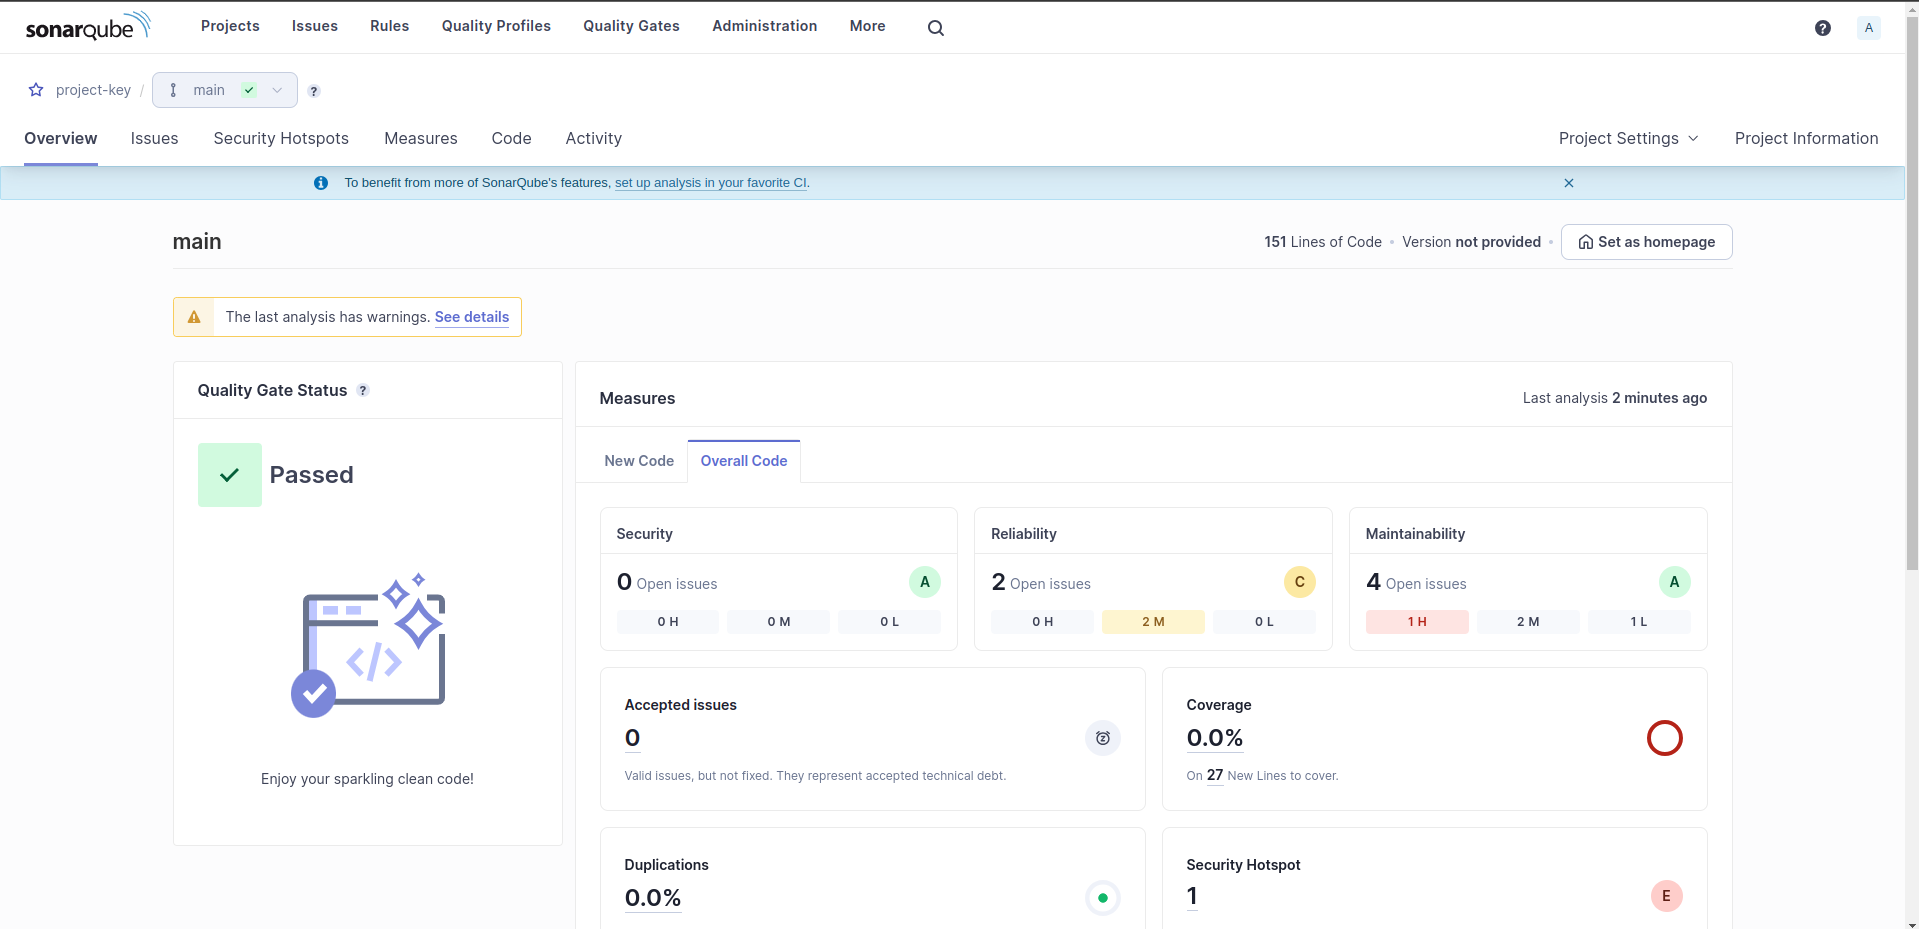 sonarqube Projects Issues Rules Quality Profiles Quality Gates Administration More ? A
project-key / main ?
Overview Issues Security Hotspots Measures Code Activity Project Settings Project Information
To benefit from more of SonarQube's features, set up analysis in your favorite CI.
main 151 Lines of Code • Version not provided • Set as homepage
The last analysis has warnings. See details
Quality Gate Status ?
Passed
</>
Enjoy your sparkling clean code!
Measures Last analysis 2 minutes ago
New Code Overall Code
Security
0 Open issues A
0 H 0 M 0 L
Reliability
2 Open issues C
0 H 2 M 0 L
Maintainability
4 Open issues A
1 H 2 M 1 L
Accepted issues
0
Valid issues, but not fixed. They represent accepted technical debt.
Coverage
0.0%
On 27 New Lines to cover.
Duplications
0.0%
Security Hotspot
1 E